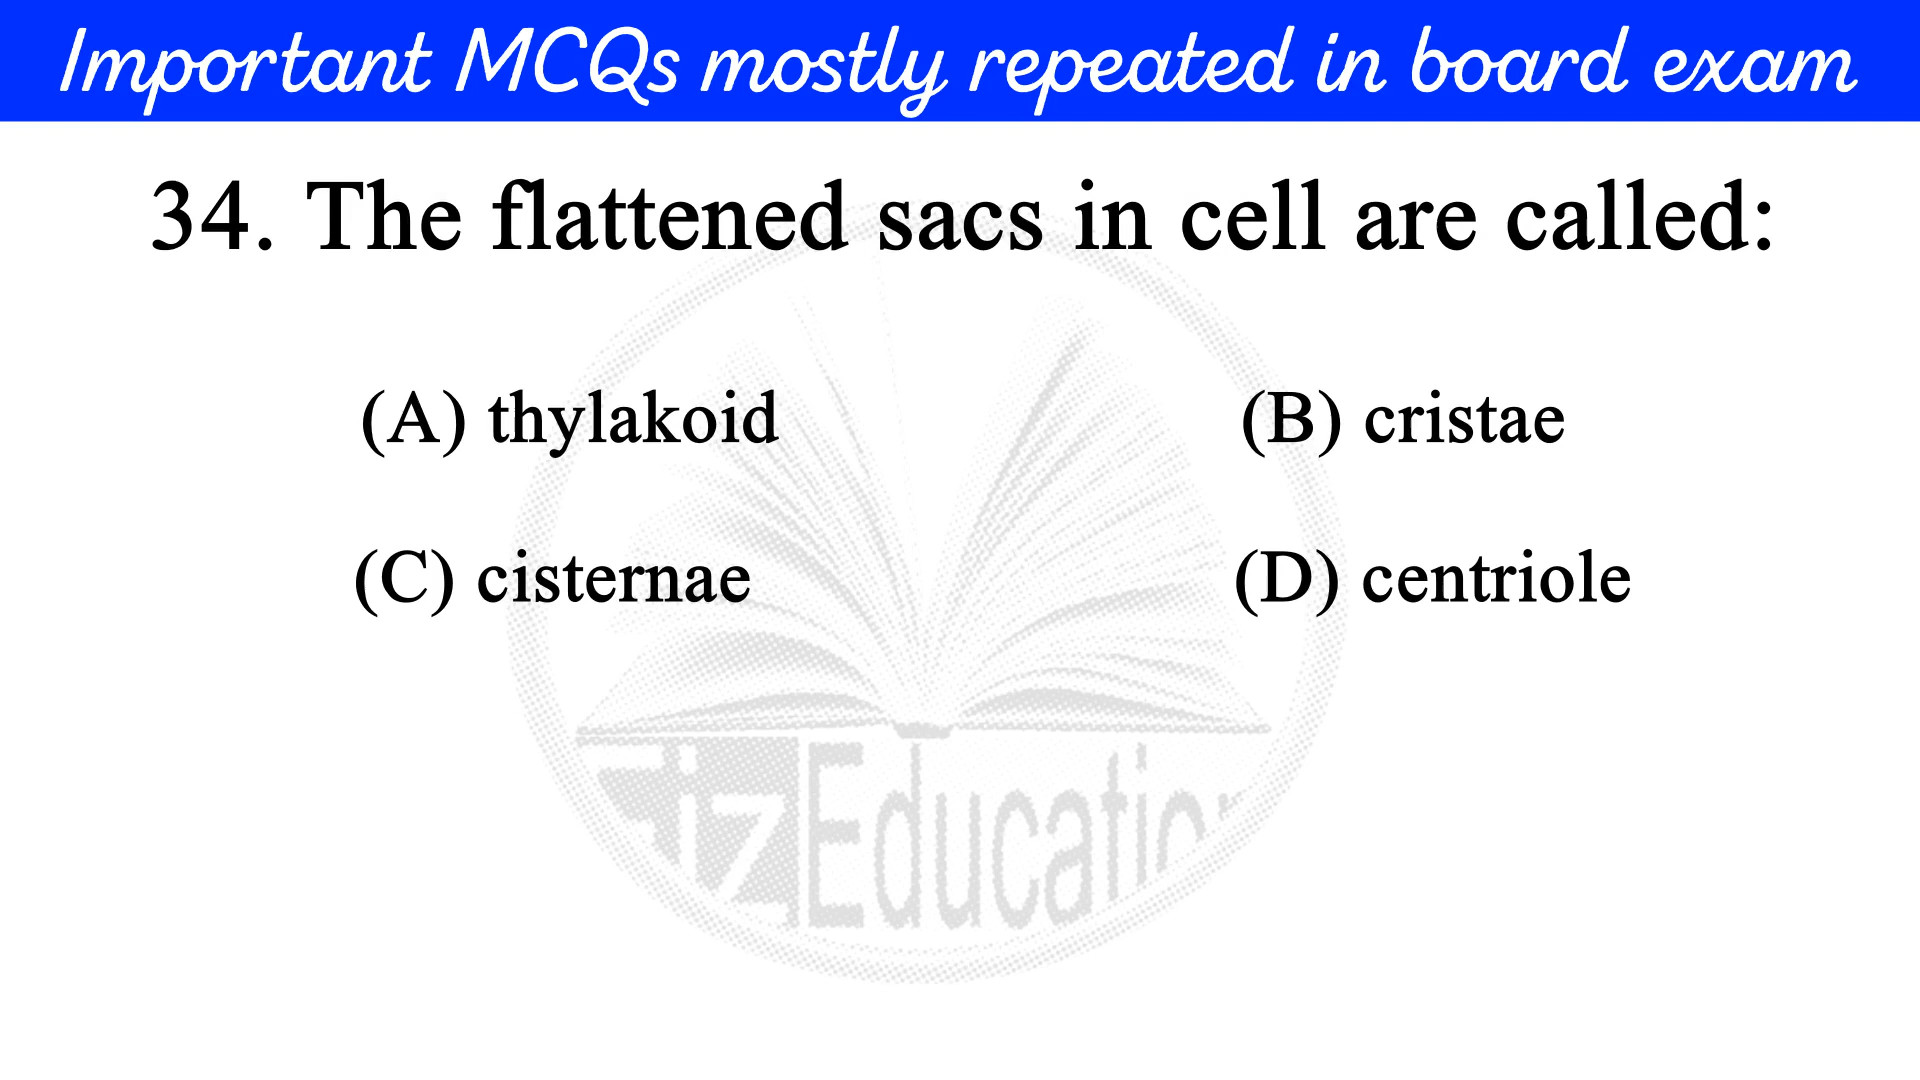 Important MCQs mostly repeated in board exam
34. The flattened sacs in cell are called:
(A) thylakoid
(B) cristae
(C) cisternae
(D) centriole